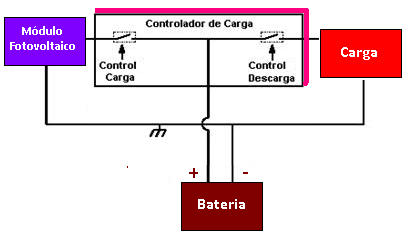 Controlador de Carga
Módulo
Fotovoltaico
Control
Carga
Control
Descarga
Carga
+
-
Bateria